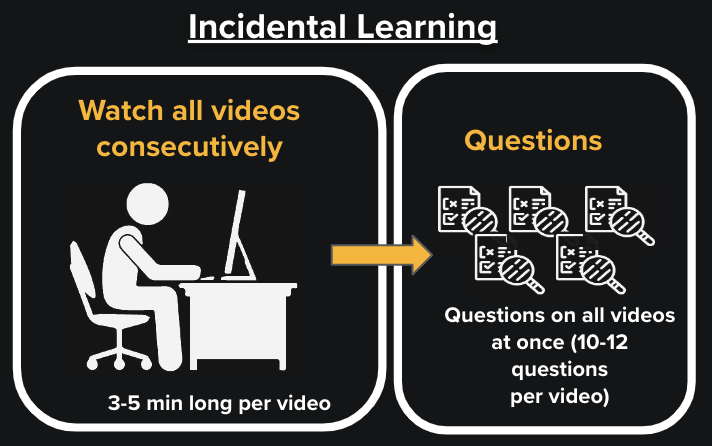 Incidental Learning
Watch all videos
consecutively
3-5 min long per video
Questions
Questions on all videos
at once (10-12
questions
per video)